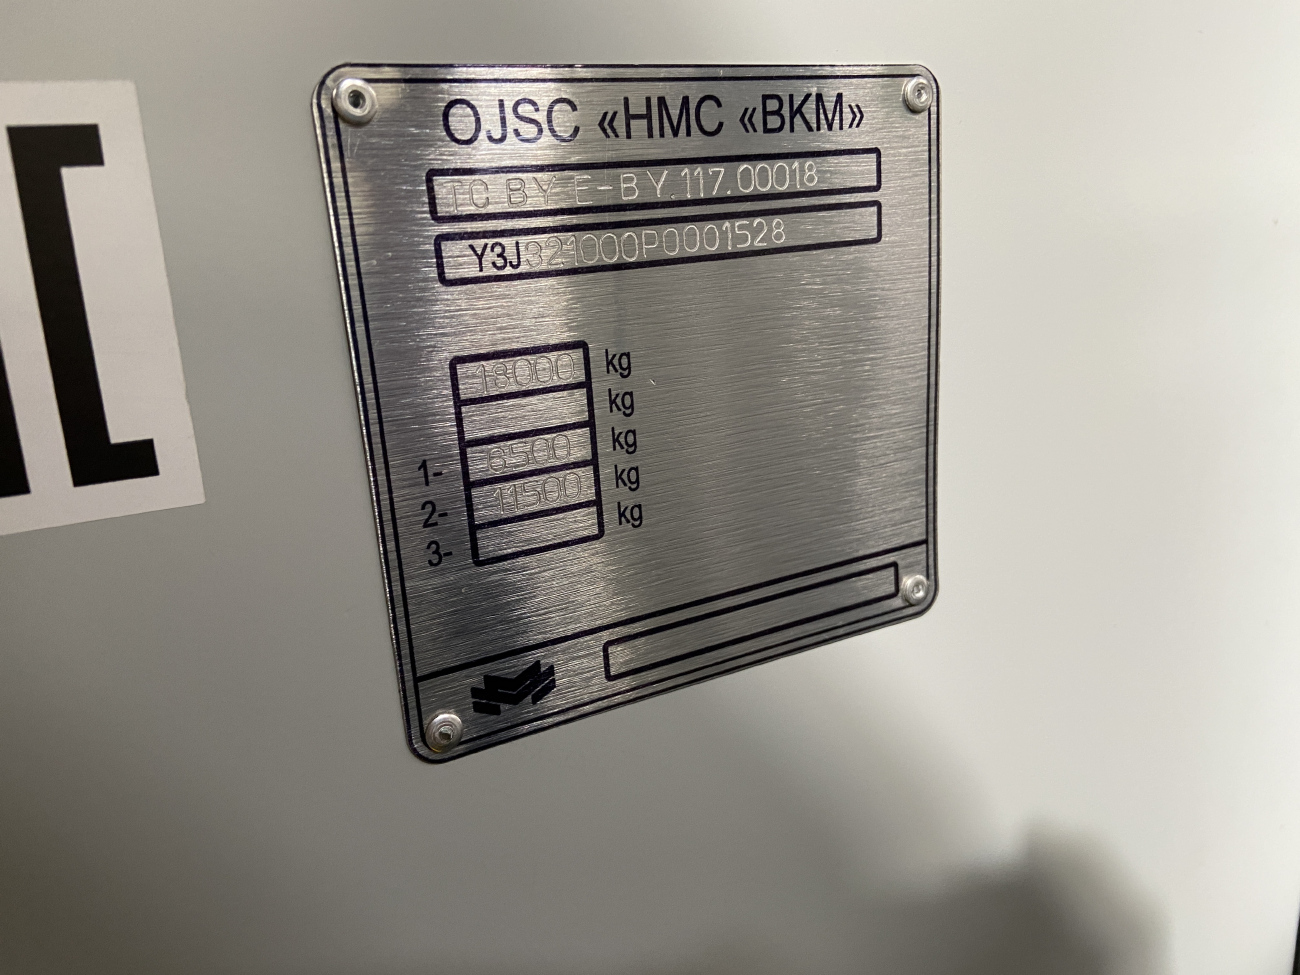 OJSC «HMC «BKM»
TC BY E-BY.117.00018
Y3J321000P0001528
18000 kg
kg
1- 6500 kg
2- 11500 kg
3- kg